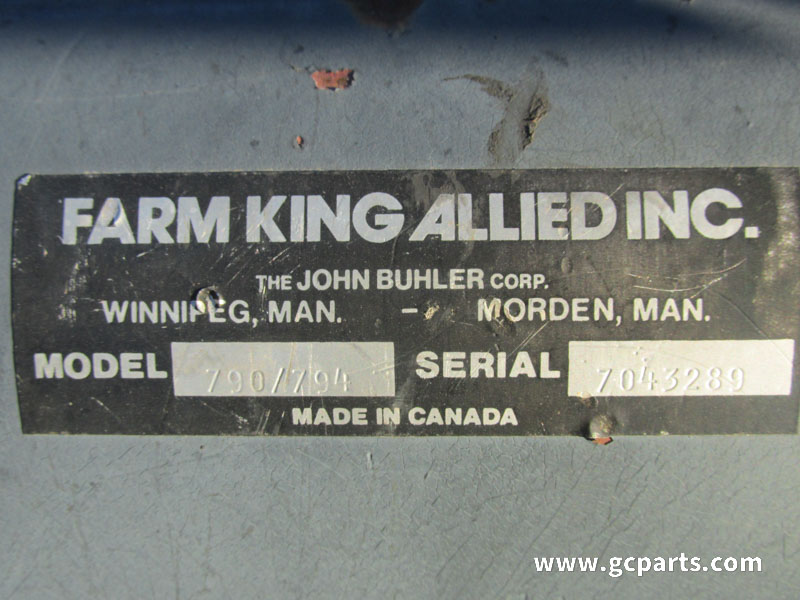 FARM KING ALLIED INC.
THE JOHN BUHLER CORP.
WINNIPEG, MAN. - MORDEN, MAN.
MODEL 790/794 SERIAL 7043289
MADE IN CANADA
www.gcparts.com